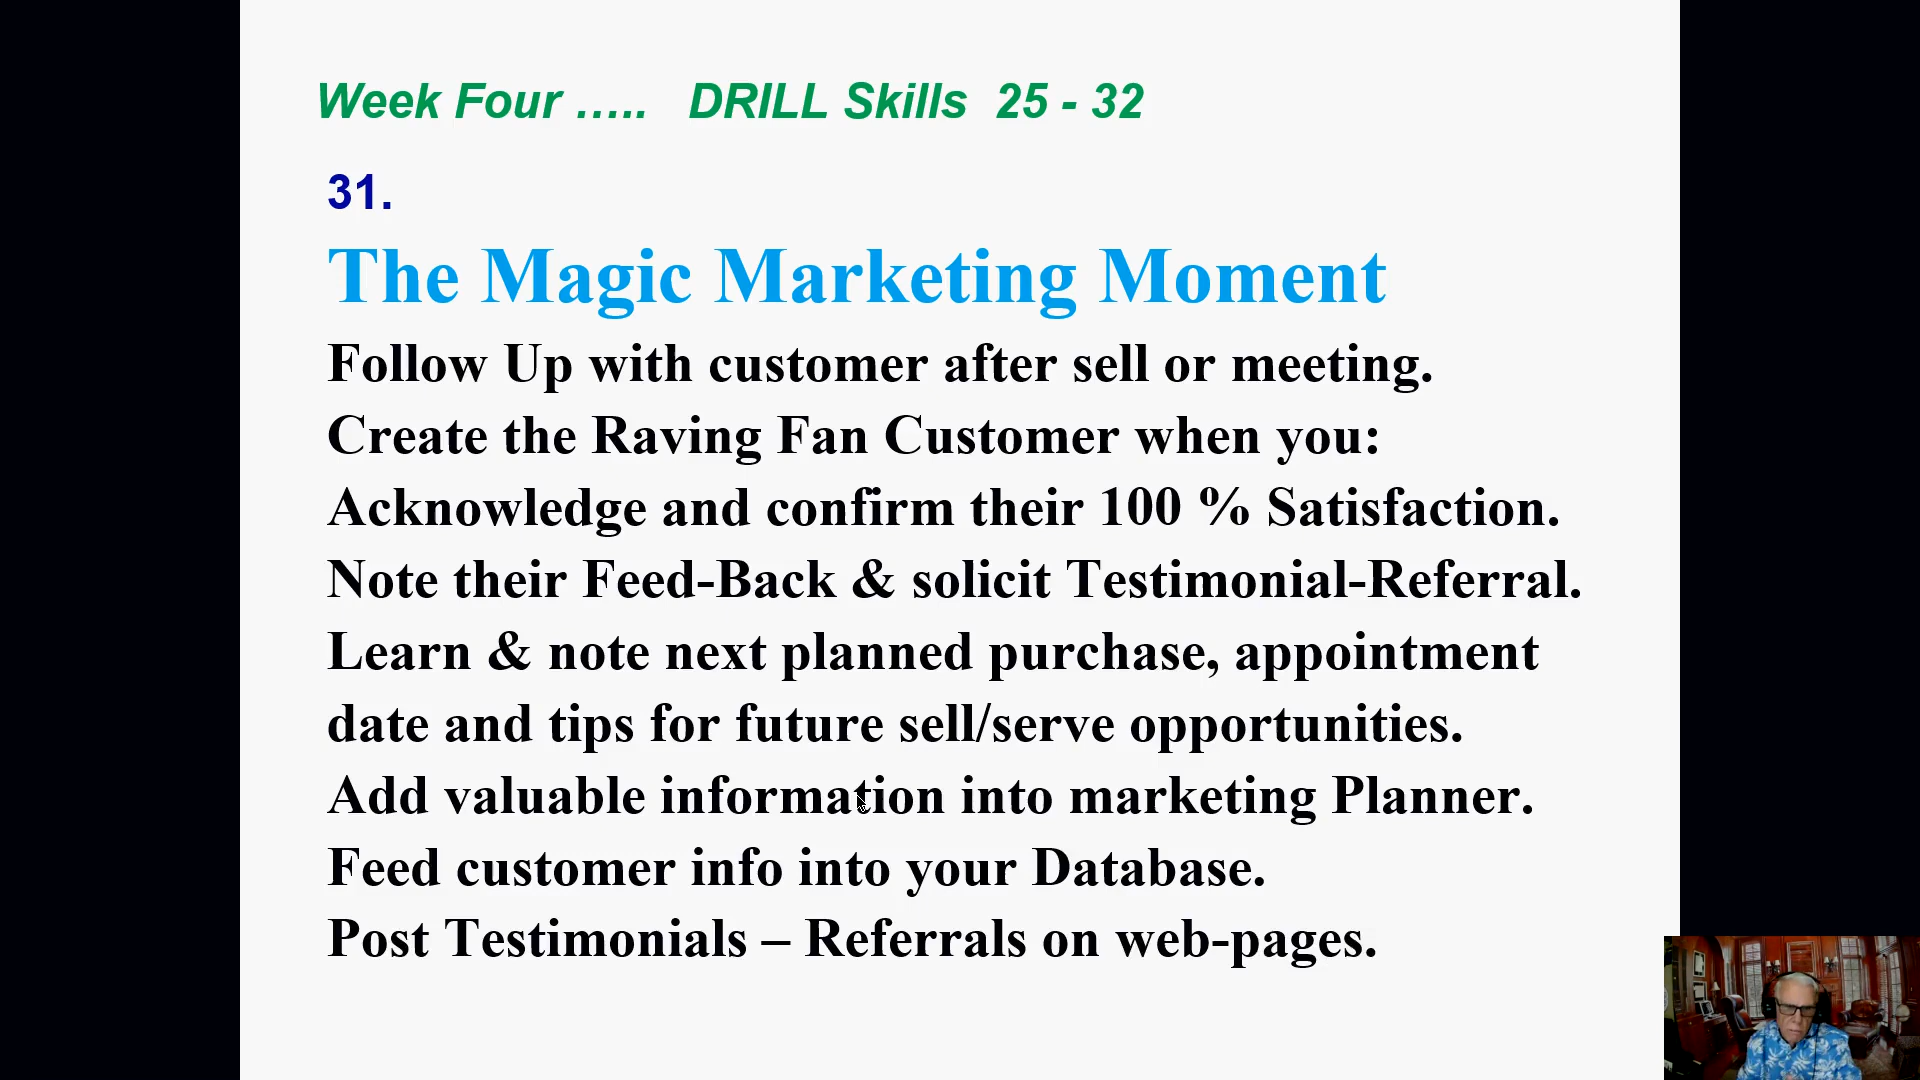 Week Four ..... DRILL Skills 25 - 32
31.
The Magic Marketing Moment
Follow Up with customer after sell or meeting.
Create the Raving Fan Customer when you:
Acknowledge and confirm their 100 % Satisfaction.
Note their Feed-Back & solicit Testimonial-Referral.
Learn & note next planned purchase, appointment
date and tips for future sell/serve opportunities.
Add valuable information into marketing Planner.
Feed customer info into your Database.
Post Testimonials – Referrals on web-pages.